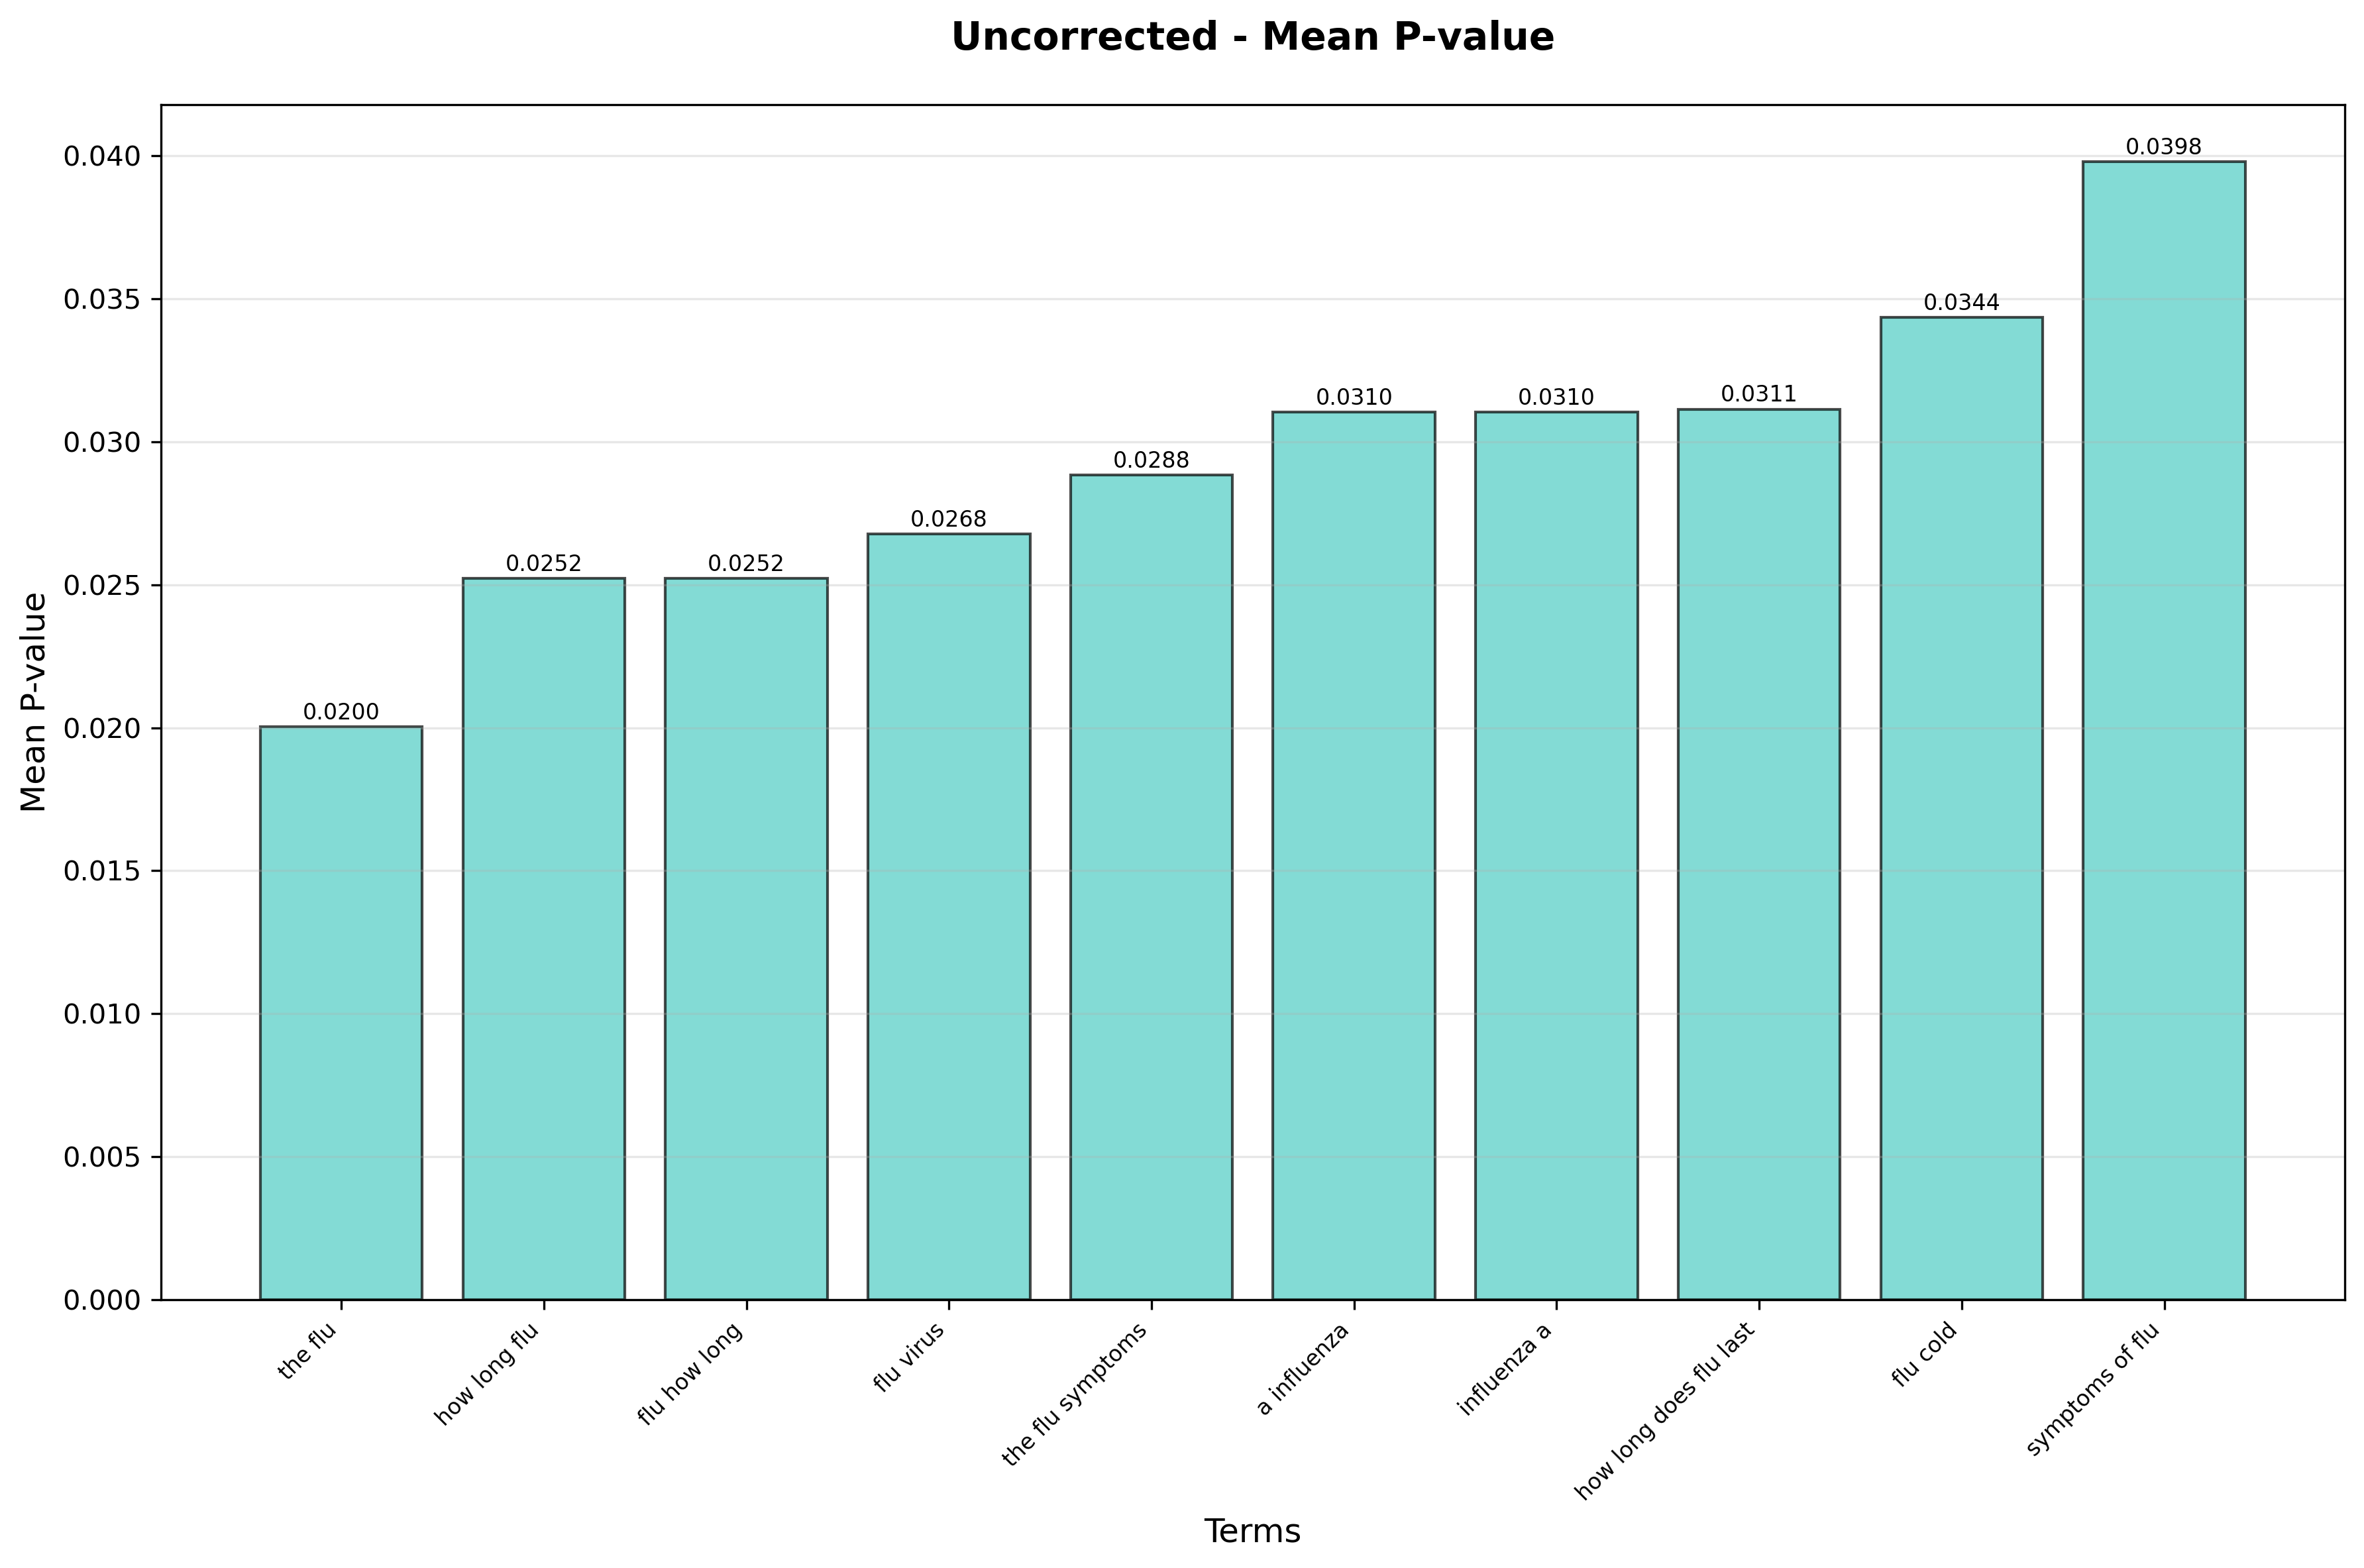 Uncorrected - Mean P-value
Mean P-value
0.040
0.035
0.030
0.025
0.020
0.015
0.010
0.005
0.000
0.0200
0.0252
0.0252
0.0268
0.0288
0.0310
0.0310
0.0311
0.0344
0.0398
the flu
how long flu
flu how long
flu virus
the flu symptoms
a influenza
influenza a
how long does flu last
flu cold
symptoms of flu
Terms